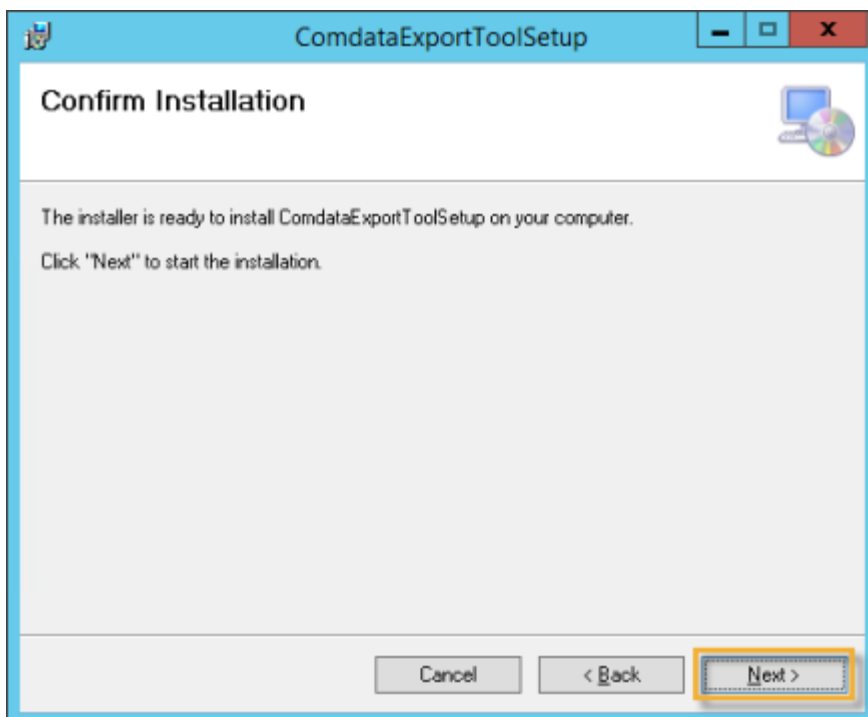 ComdataExportToolSetup
Confirm Installation
The installer is ready to install ComdataExportToolSetup on your computer.
Click "Next" to start the installation.
Cancel
< Back
Next >